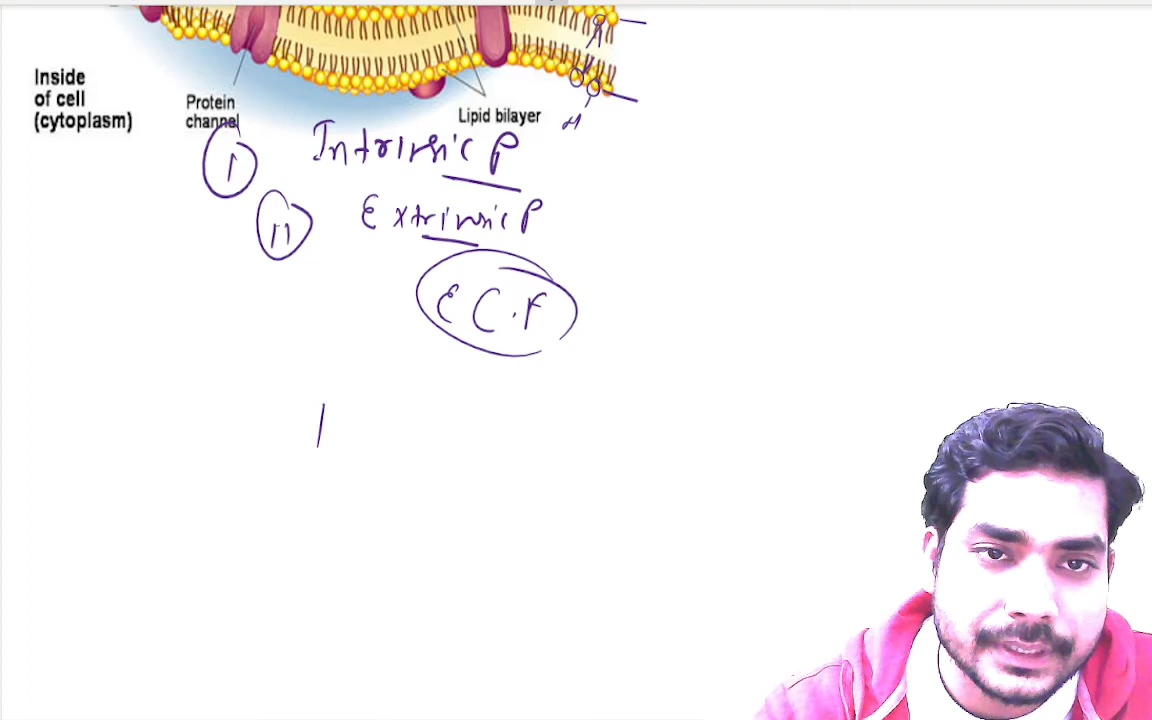 Inside
of cell
(cytoplasm)
Protein
channel
Lipid bilayer
H
I Intrinsic P
II Extrinsic P
E C.F